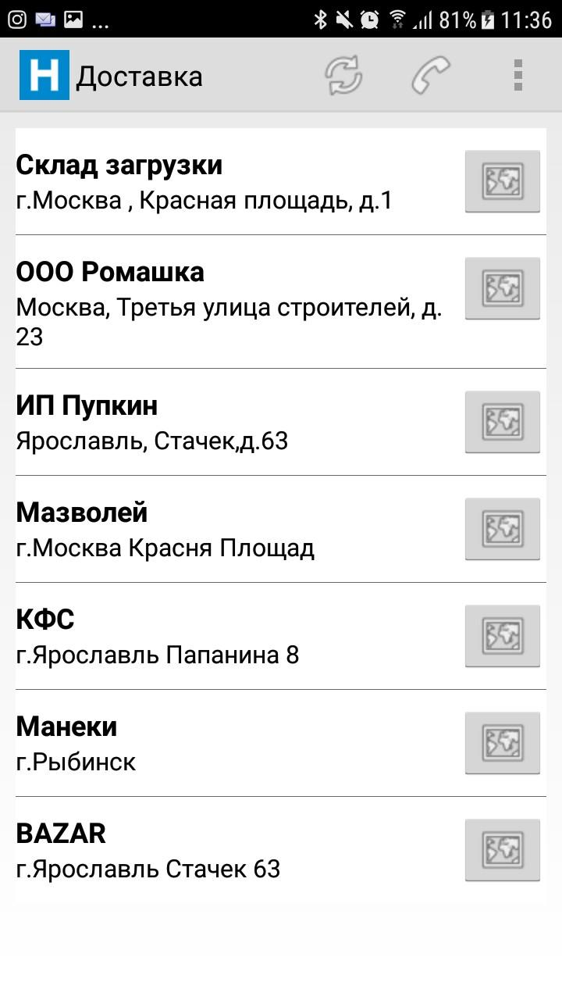 ... 81% 11:36
H Доставка
Склад загрузки
г.Москва , Красная площадь, д.1
ООО Ромашка
Москва, Третья улица строителей, д.
23
ИП Пупкин
Ярославль, Стачек,д.63
Мазволей
г.Москва Красня Площад
КФС
г.Ярославль Папанина 8
Манеки
г.Рыбинск
BAZAR
г.Ярославль Стачек 63